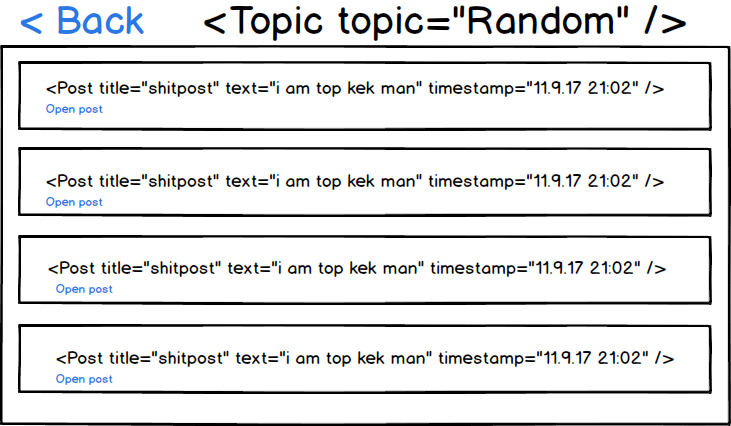 < Back <Topic topic="Random" />
<Post title="shitpost" text="i am top kek man" timestamp="11.9.17 21:02" />
Open post
<Post title="shitpost" text="i am top kek man" timestamp="11.9.17 21:02" />
Open post
<Post title="shitpost" text="i am top kek man" timestamp="11.9.17 21:02" />
Open post
<Post title="shitpost" text="i am top kek man" timestamp="11.9.17 21:02" />
Open post